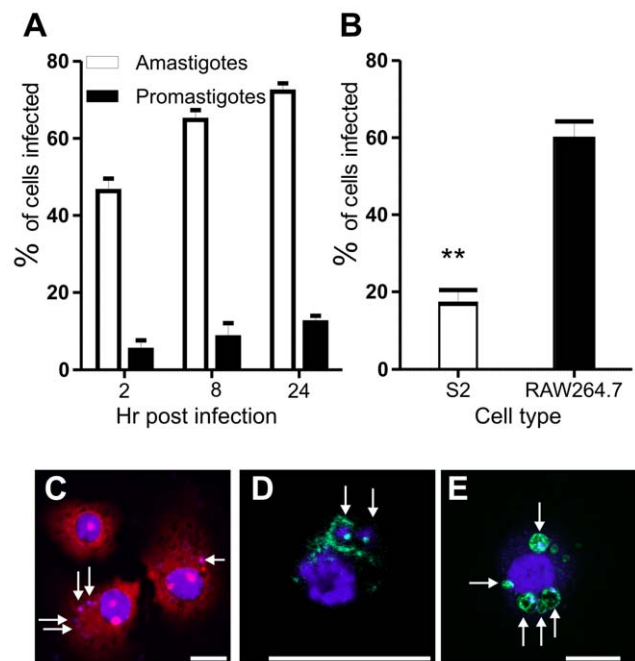 A
B
80
60
40
20
0
% of cells infected
Amastigotes
Promastigotes
2 8 24
Hr post infection
80
60
40
20
0
% of cells infected
**
S2 RAW264.7
Cell type
C
D
E